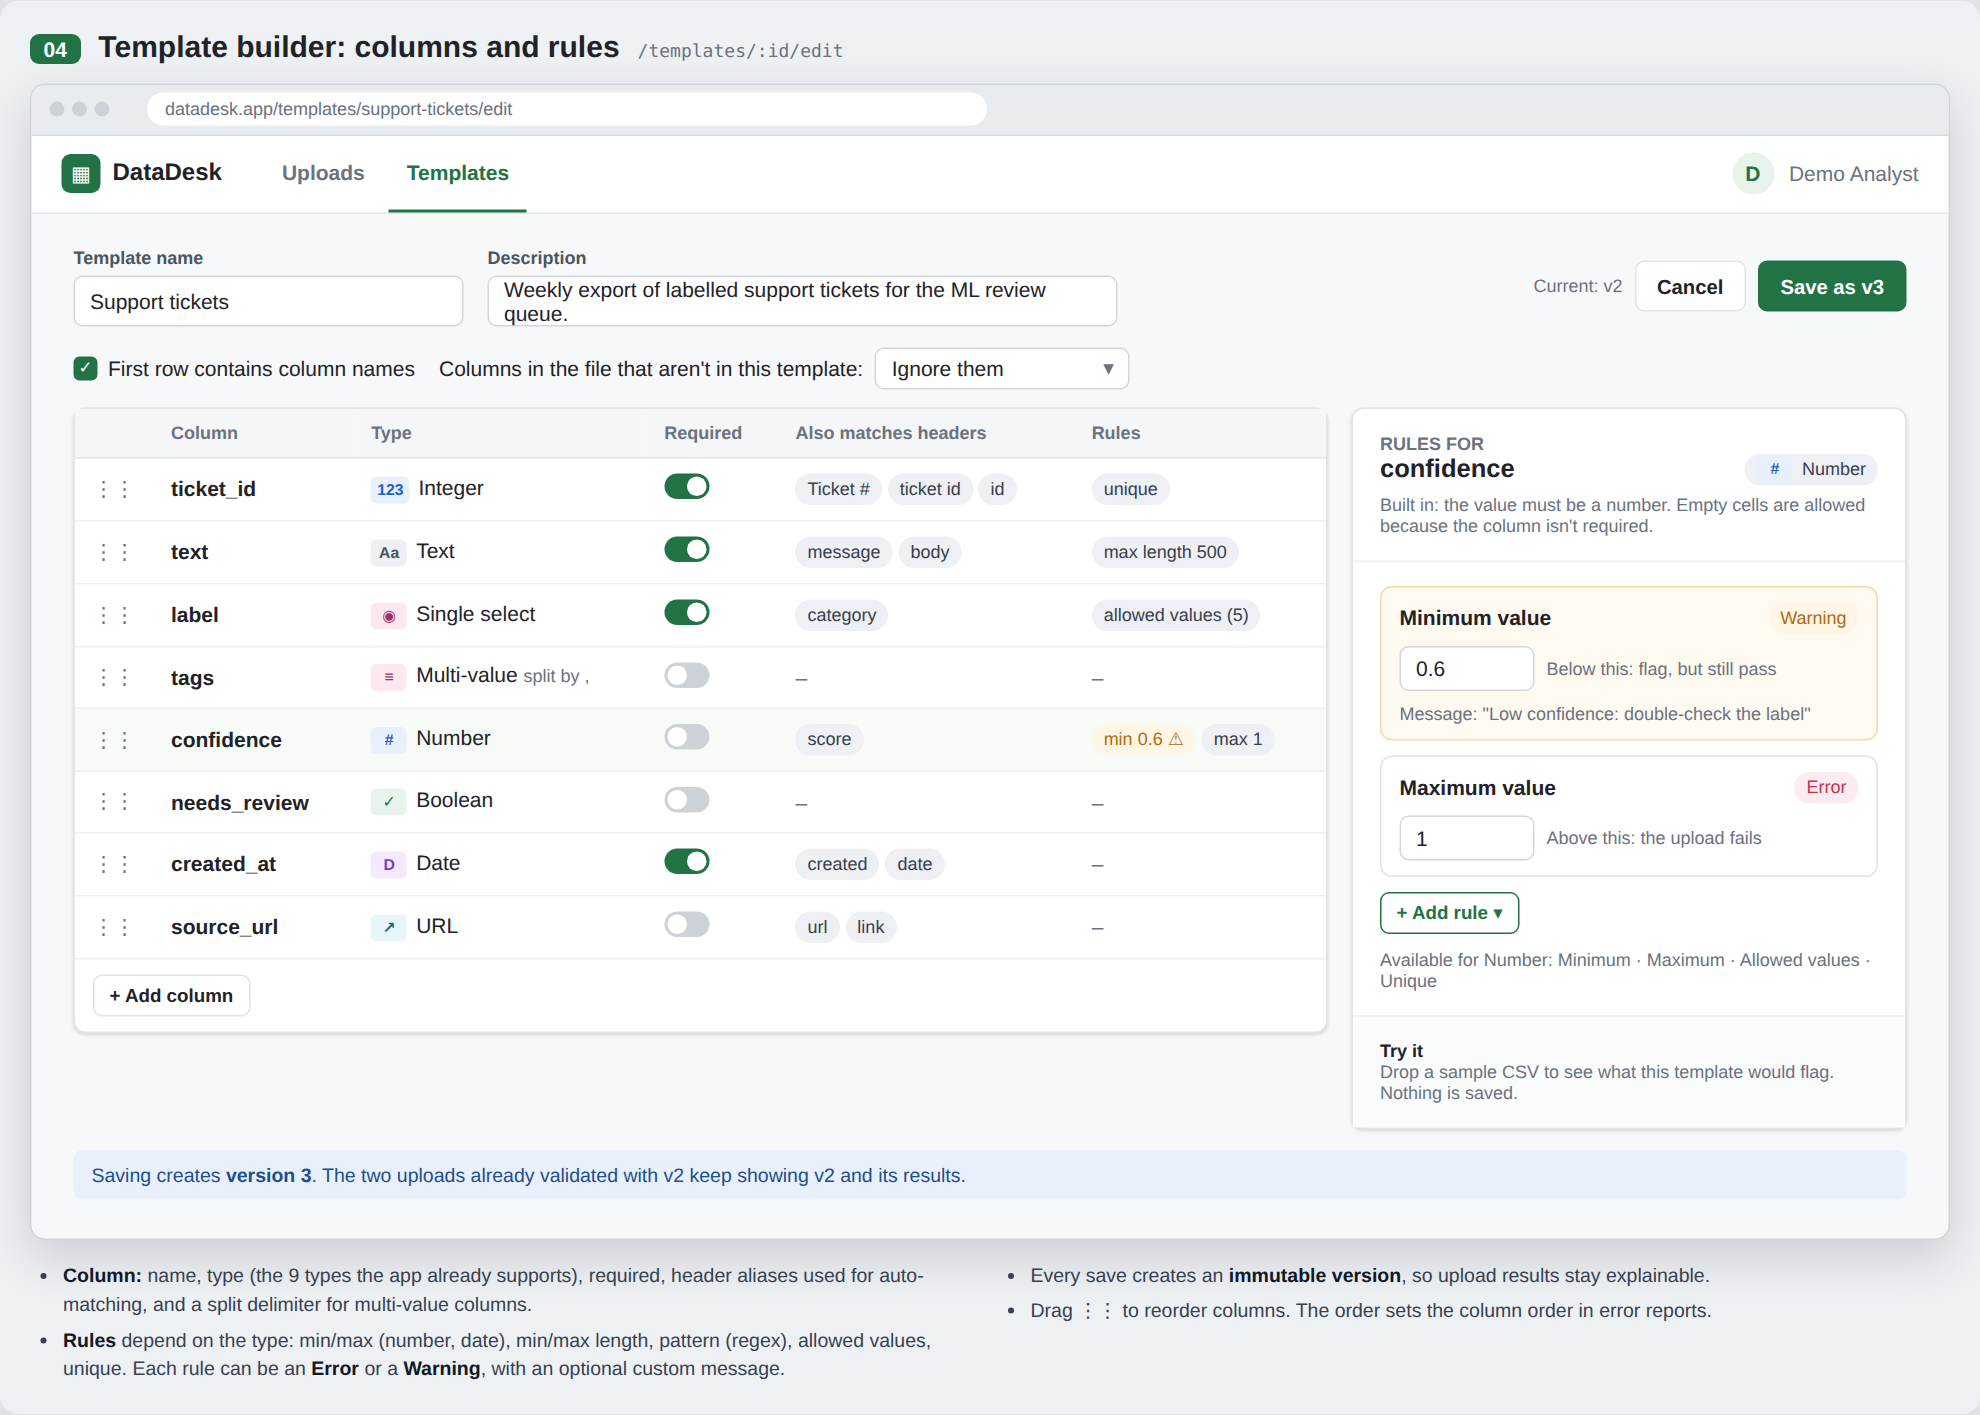 04 Template builder: columns and rules /templates/:id/edit
datadesk.app/templates/support-tickets/edit
▦ DataDesk Uploads Templates D Demo Analyst
Template name
Support tickets
Description
Weekly export of labelled support tickets for the ML review
queue.
Current: v2 Cancel Save as v3
✓ First row contains column names Columns in the file that aren't in this template: Ignore them ▾
Column Type Required Also matches headers Rules
⋮⋮ ticket_id 123 Integer Ticket # ticket id id unique
⋮⋮ text Aa Text message body max length 500
⋮⋮ label ◉ Single select category allowed values (5)
⋮⋮ tags ≡ Multi-value split by , – –
⋮⋮ confidence # Number score min 0.6 ⚠ max 1
⋮⋮ needs_review ✓ Boolean – –
⋮⋮ created_at D Date created date –
⋮⋮ source_url ↗ URL url link –
+ Add column
RULES FOR
confidence # Number
Built in: the value must be a number. Empty cells are allowed
because the column isn't required.
Minimum value Warning
0.6 Below this: flag, but still pass
Message: "Low confidence: double-check the label"
Maximum value Error
1 Above this: the upload fails
+ Add rule ▾
Available for Number: Minimum · Maximum · Allowed values ·
Unique
Try it
Drop a sample CSV to see what this template would flag.
Nothing is saved.
Saving creates version 3. The two uploads already validated with v2 keep showing v2 and its results.
• Column: name, type (the 9 types the app already supports), required, header aliases used for auto-
matching, and a split delimiter for multi-value columns.
• Rules depend on the type: min/max (number, date), min/max length, pattern (regex), allowed values,
unique. Each rule can be an Error or a Warning, with an optional custom message.
• Every save creates an immutable version, so upload results stay explainable.
• Drag ⋮⋮ to reorder columns. The order sets the column order in error reports.